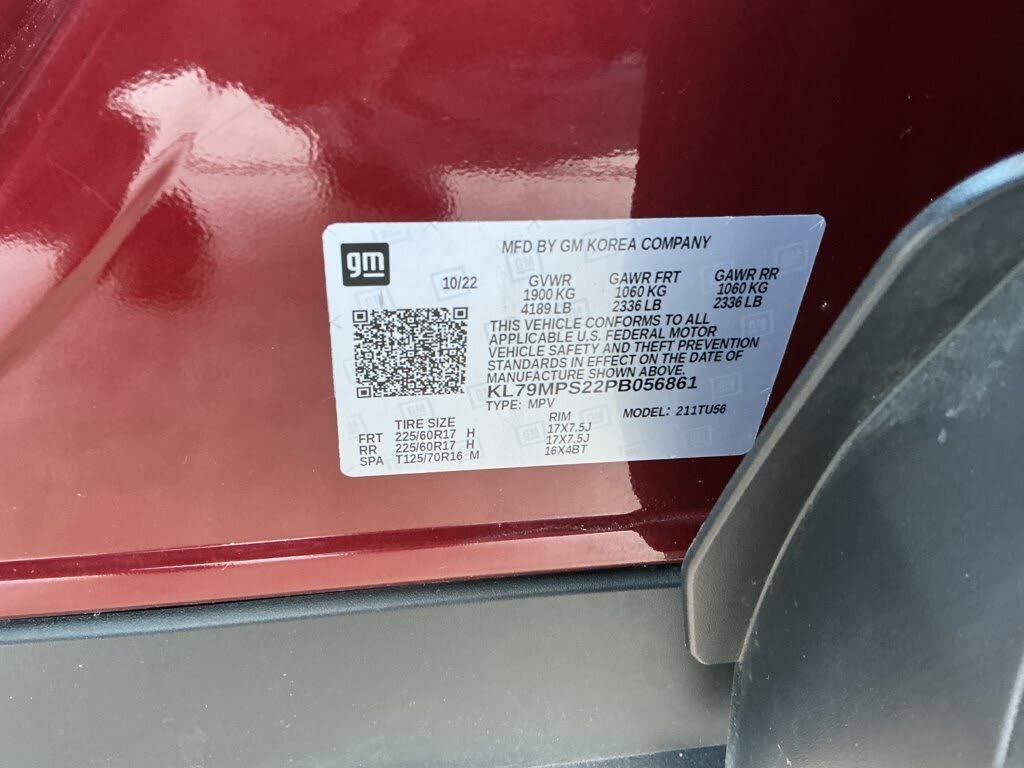 gm
MFD BY GM KOREA COMPANY
10/22 GVWR GAWR FRT GAWR RR
1900 KG 1060 KG 1060 KG
4189 LB 2336 LB 2336 LB
THIS VEHICLE CONFORMS TO ALL
APPLICABLE U.S. FEDERAL MOTOR
VEHICLE SAFETY AND THEFT PREVENTION
STANDARDS IN EFFECT ON THE DATE OF
MANUFACTURE SHOWN ABOVE.
KL79MPS22PB056861
TYPE: MPV MODEL: 211TU56
TIRE SIZE RIM
FRT 225/60R17 H 17X7.5J
RR 225/60R17 H 17X7.5J
SPA T125/70R16 M 16X4BT